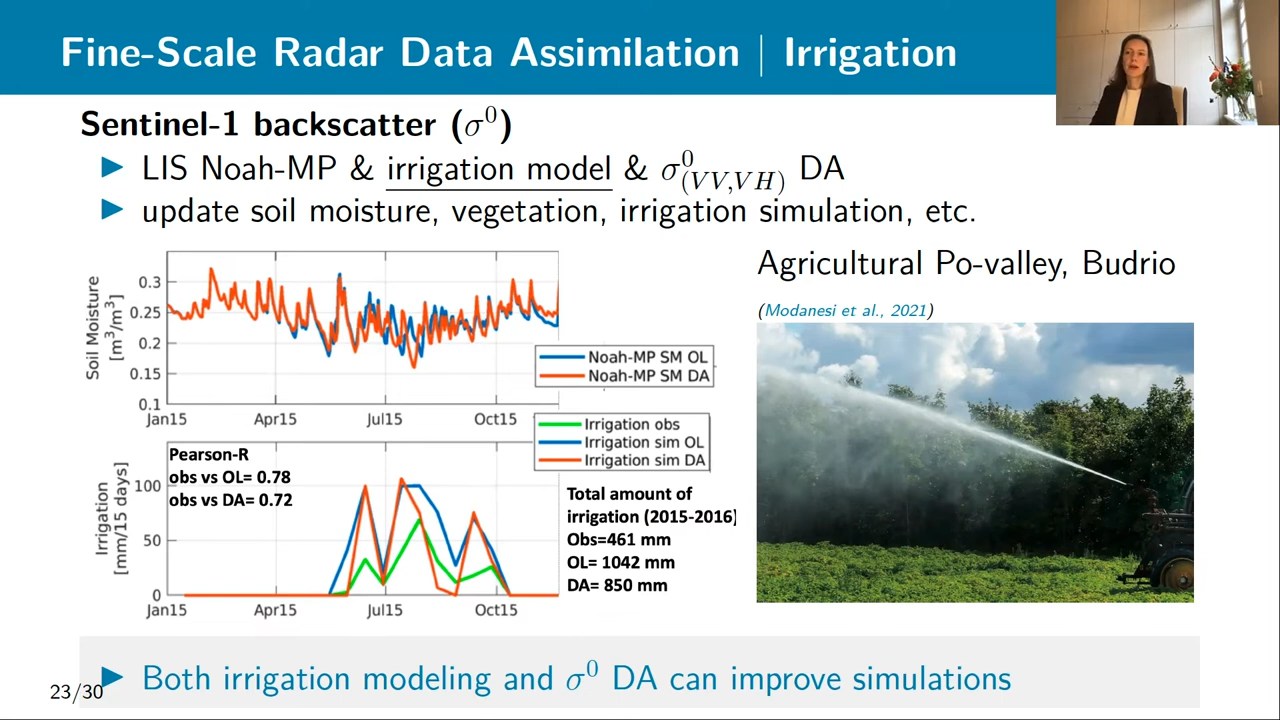 Fine-Scale Radar Data Assimilation | Irrigation
Sentinel-1 backscatter (σ⁰)
▶ LIS Noah-MP & irrigation model & σ⁰(VV,VH) DA
▶ update soil moisture, vegetation, irrigation simulation, etc.
Agricultural Po-valley, Budrio
(Modanesi et al., 2021)
Soil Moisture
[m³/m³]
0.3
0.25
0.2
0.15
0.1
Jan15 Apr15 Jul15 Oct15
Noah-MP SM OL
Noah-MP SM DA
Irrigation obs
Irrigation sim OL
Irrigation sim DA
Irrigation
[mm/15 days]
100
50
0
Jan15 Apr15 Jul15 Oct15
Pearson-R
obs vs OL= 0.78
obs vs DA= 0.72
Total amount of
irrigation (2015-2016)
Obs=461 mm
OL= 1042 mm
DA= 850 mm
▶ Both irrigation modeling and σ⁰ DA can improve simulations
23/30